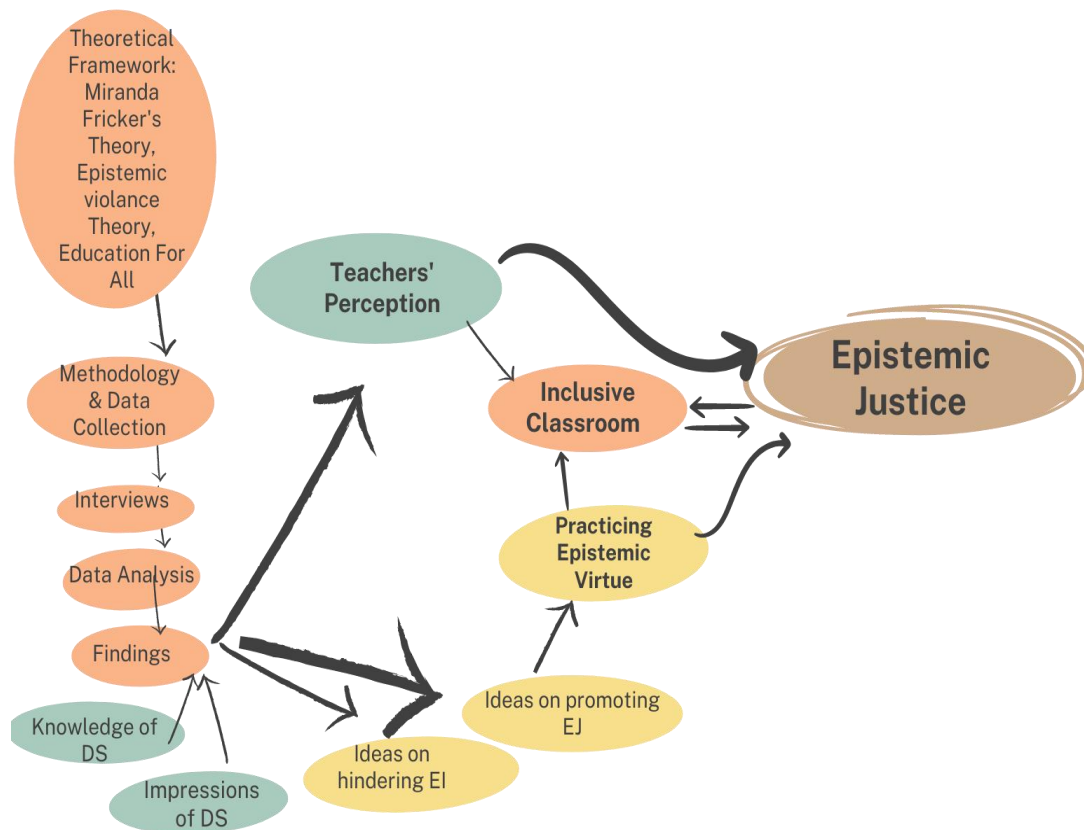 Theoretical
Framework:
Miranda
Fricker's
Theory,
Epistemic
violance
Theory,
Education For
All
Methodology
& Data
Collection
Interviews
Data Analysis
Findings
Knowledge of
DS
Impressions
of DS
Teachers'
Perception
Inclusive
Classroom
Practicing
Epistemic
Virtue
Ideas on promoting
EJ
Ideas on
hindering EI
Epistemic
Justice